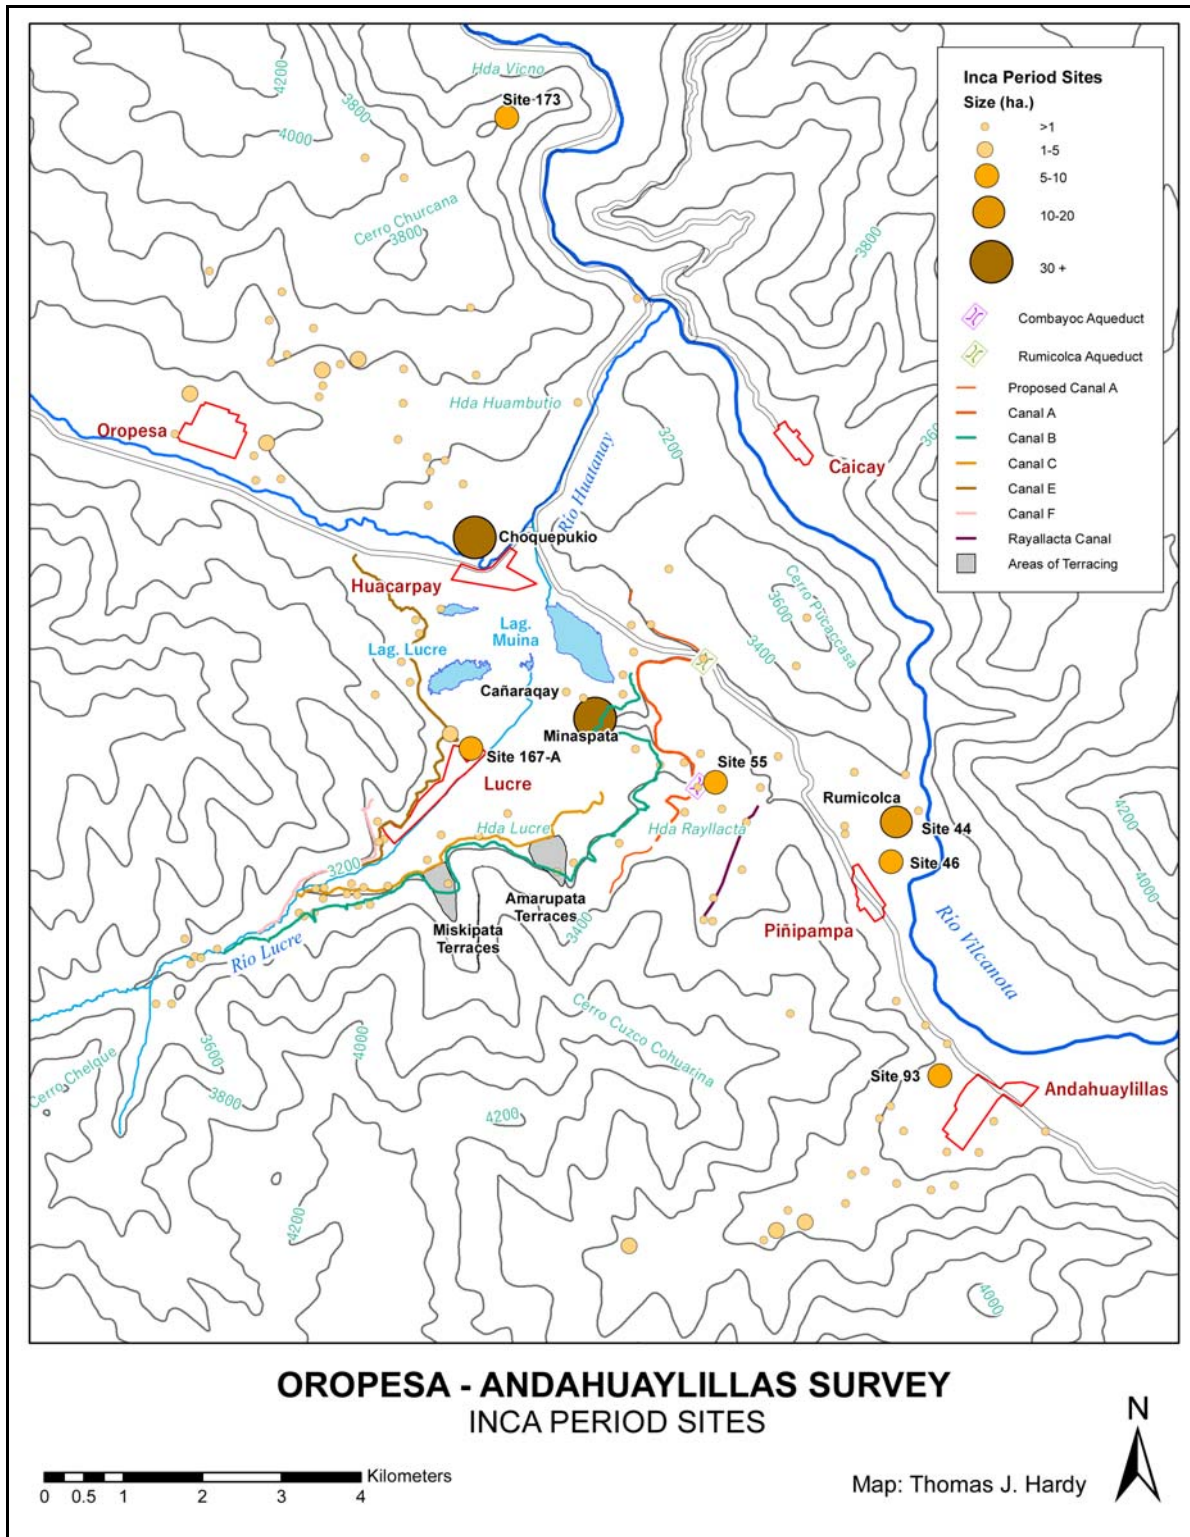 Hda Vicno
Site 173
4200
3800
4000
Cerro Churcana
3800
3800
Inca Period Sites
Size (ha.)
>1
1-5
5-10
10-20
30 +
Combayoc Aqueduct
Rumicolca Aqueduct
Proposed Canal A
Canal A
Canal B
Canal C
Canal E
Canal F
Rayallacta Canal
Areas of Terracing
Hda Huambutio
Oropesa
3200
Rio Huatanay
Caicay
Choquepukio
Huacarpay
Lag.
Muina
Lag. Lucre
Cañaraqay
Cerro Pucaccasa
3600
3400
Minaspata
Site 167-A
Lucre
Site 55
Rumicolca
Site 44
Site 46
Hda Lucre
Hda Rayllacta
4200
4000
3200
Amarupata
Terraces
3400
Miskipata
Terraces
Piñipampa
Rio Lucre
Rio Vilcanota
Cerro Cuzco Cohuarina
4000
3600
Cerro Chelque
3800
4200
Site 93
Andahuaylillas
4200
4000
OROPESA - ANDAHUAYLILLAS SURVEY
INCA PERIOD SITES
N
Kilometers
0 0.5 1 2 3 4
Map: Thomas J. Hardy